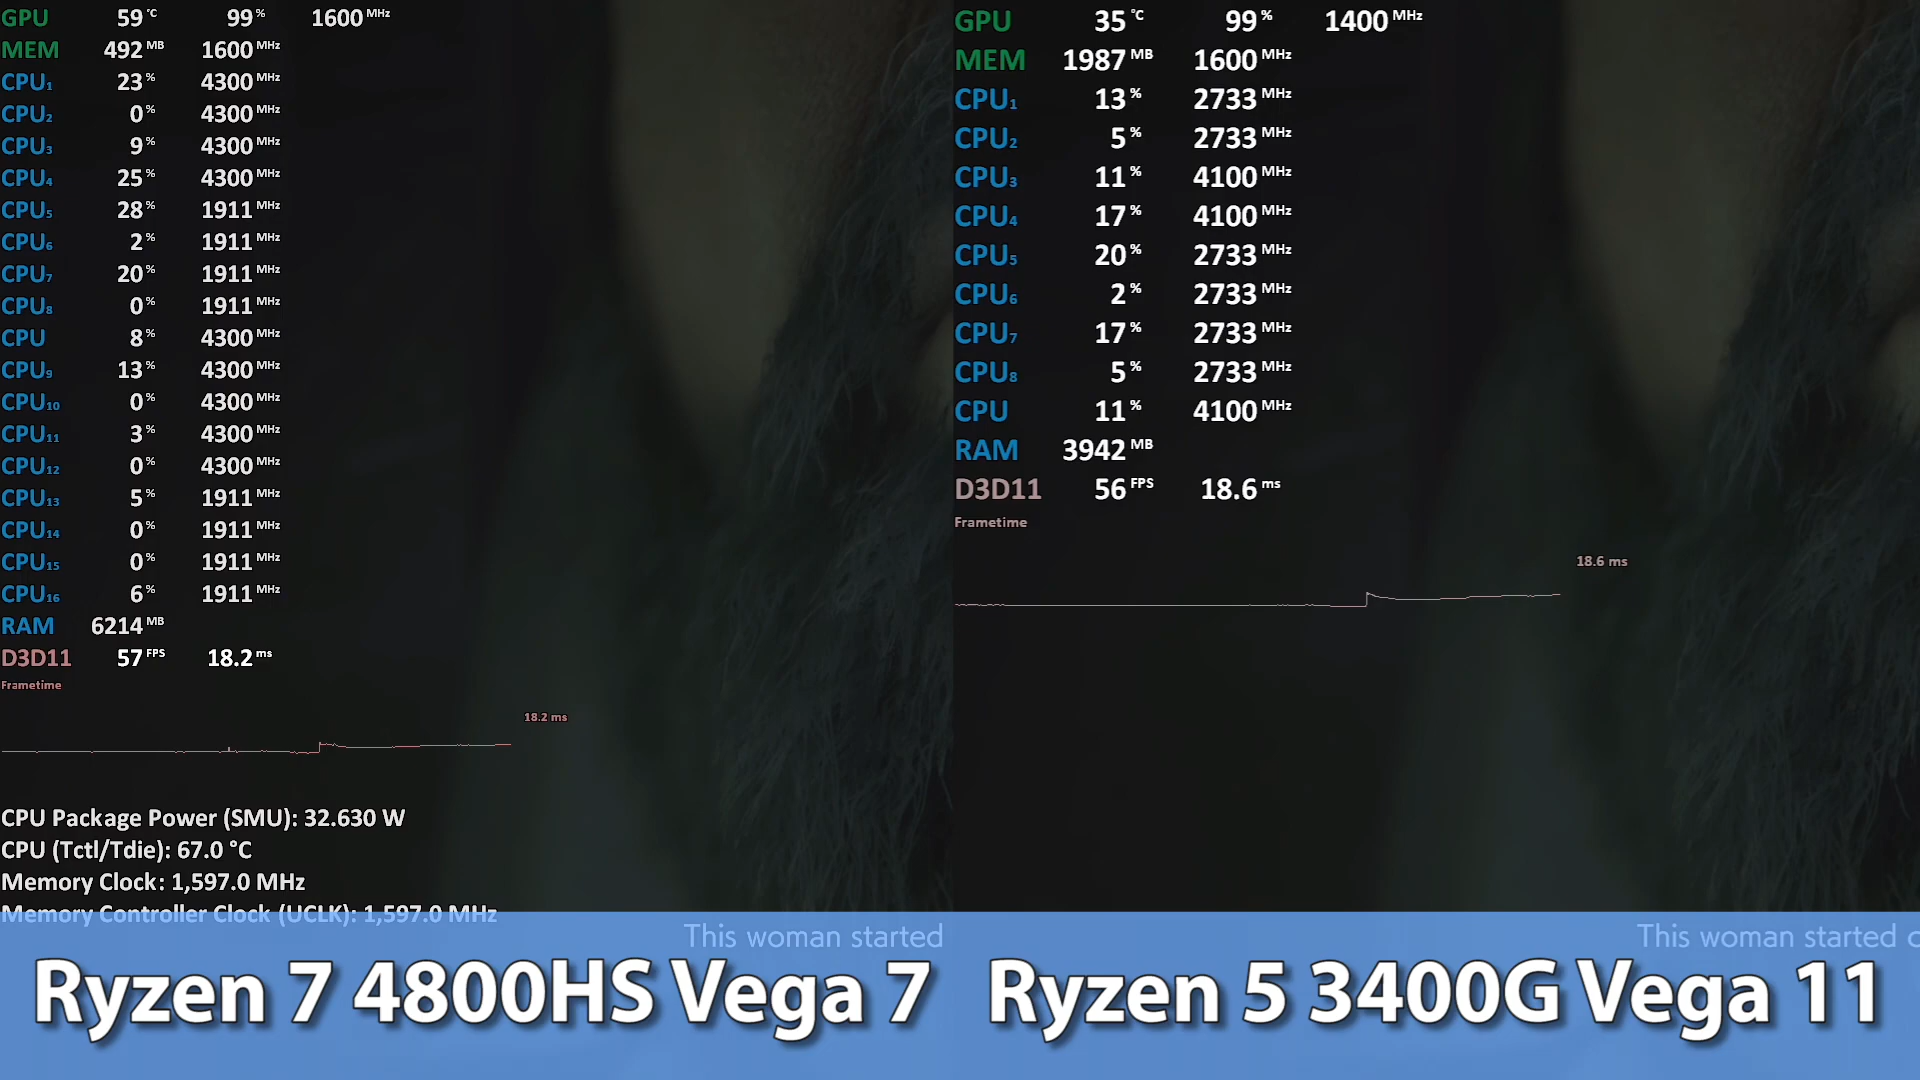 GPU 59 °C 99 % 1600 MHz
MEM 492 MB 1600 MHz
CPU1 23 % 4300 MHz
CPU2 0 % 4300 MHz
CPU3 9 % 4300 MHz
CPU4 25 % 4300 MHz
CPU5 28 % 1911 MHz
CPU6 2 % 1911 MHz
CPU7 20 % 1911 MHz
CPU8 0 % 1911 MHz
CPU 8 % 4300 MHz
CPU9 13 % 4300 MHz
CPU10 0 % 4300 MHz
CPU11 3 % 4300 MHz
CPU12 0 % 4300 MHz
CPU13 5 % 1911 MHz
CPU14 0 % 1911 MHz
CPU15 0 % 1911 MHz
CPU16 6 % 1911 MHz
RAM 6214 MB
D3D11 57 FPS 18.2 ms
Frametime
18.2 ms
CPU Package Power (SMU): 32.630 W
CPU (Tctl/Tdie): 67.0 °C
Memory Clock: 1,597.0 MHz
Memory Controller Clock (UCLK): 1,597.0 MHz
This woman started
Ryzen 7 4800HS Vega 7
GPU 35 °C 99 % 1400 MHz
MEM 1987 MB 1600 MHz
CPU1 13 % 2733 MHz
CPU2 5 % 2733 MHz
CPU3 11 % 4100 MHz
CPU4 17 % 4100 MHz
CPU5 20 % 2733 MHz
CPU6 2 % 2733 MHz
CPU7 17 % 2733 MHz
CPU8 5 % 2733 MHz
CPU 11 % 4100 MHz
RAM 3942 MB
D3D11 56 FPS 18.6 ms
Frametime
18.6 ms
This woman started
Ryzen 5 3400G Vega 11